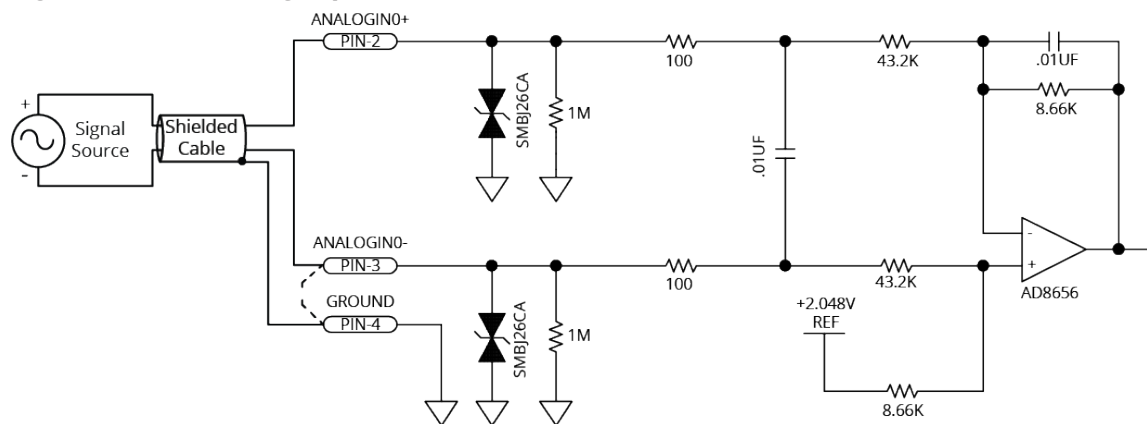 ANALOGIN0+
PIN-2
100
43.2K
.01UF
8.66K
SMBJ26CA
1M
+
Signal
Source
-
Shielded
Cable
.01UF
ANALOGIN0-
PIN-3
100
43.2K
-
+
AD8656
GROUND
PIN-4
SMBJ26CA
1M
+2.048V
REF
8.66K